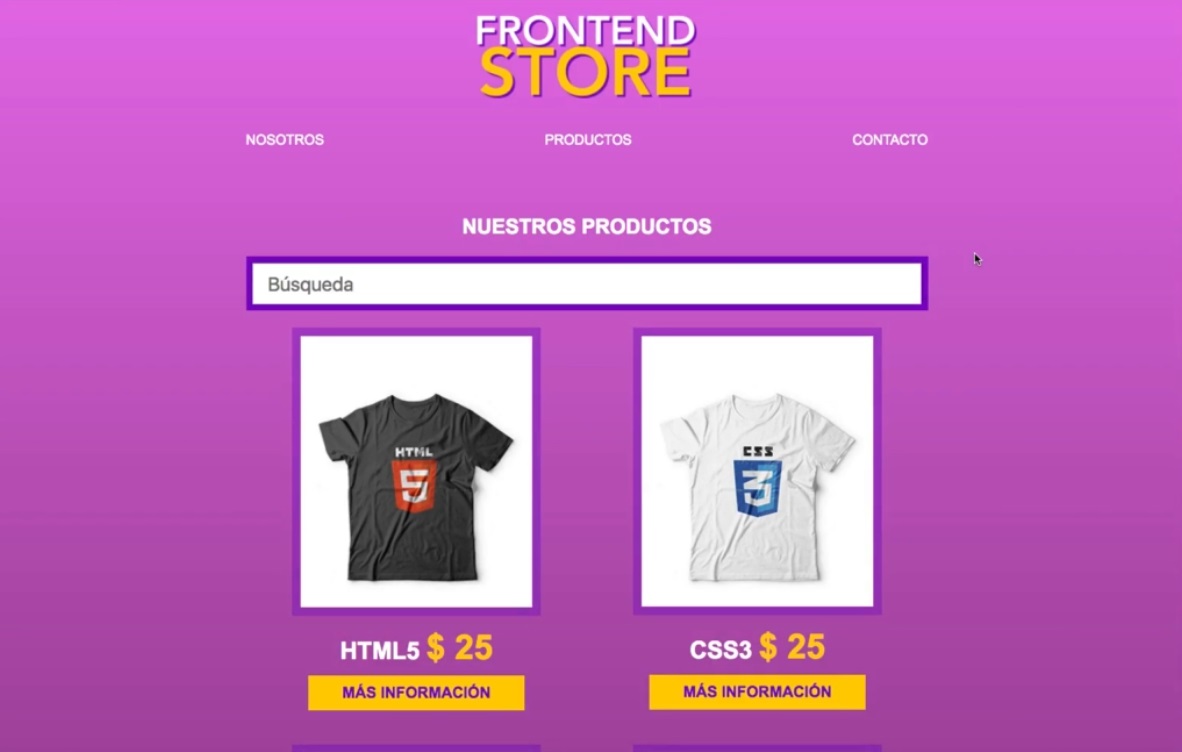 FRONTEND
STORE
NOSOTROS PRODUCTOS CONTACTO
NUESTROS PRODUCTOS
Búsqueda
HTML
5
CSS
3
HTML5 $ 25
MÁS INFORMACIÓN
CSS3 $ 25
MÁS INFORMACIÓN